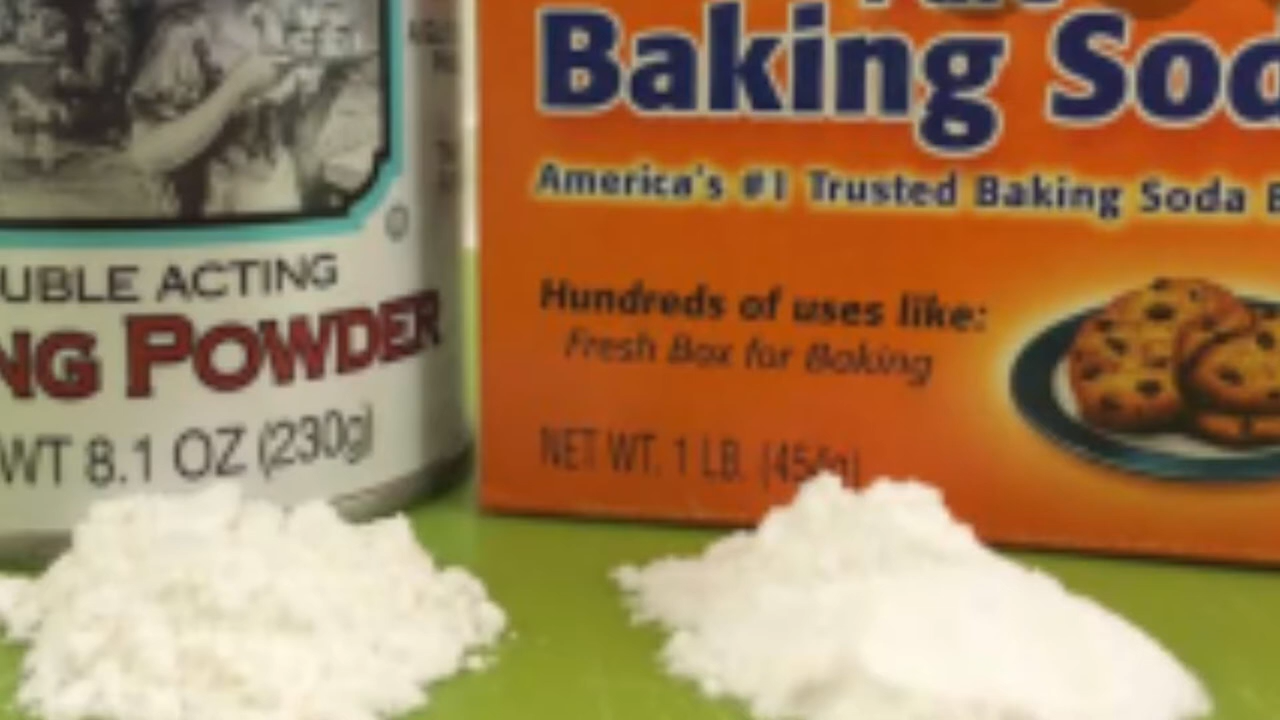 UBLE ACTING
NG POWDER
WT 8.1 OZ (230g)
Baking Sod
America's #1 Trusted Baking Soda B
Hundreds of uses like:
Fresh Box for Baking
NET WT. 1 LB. (454g)